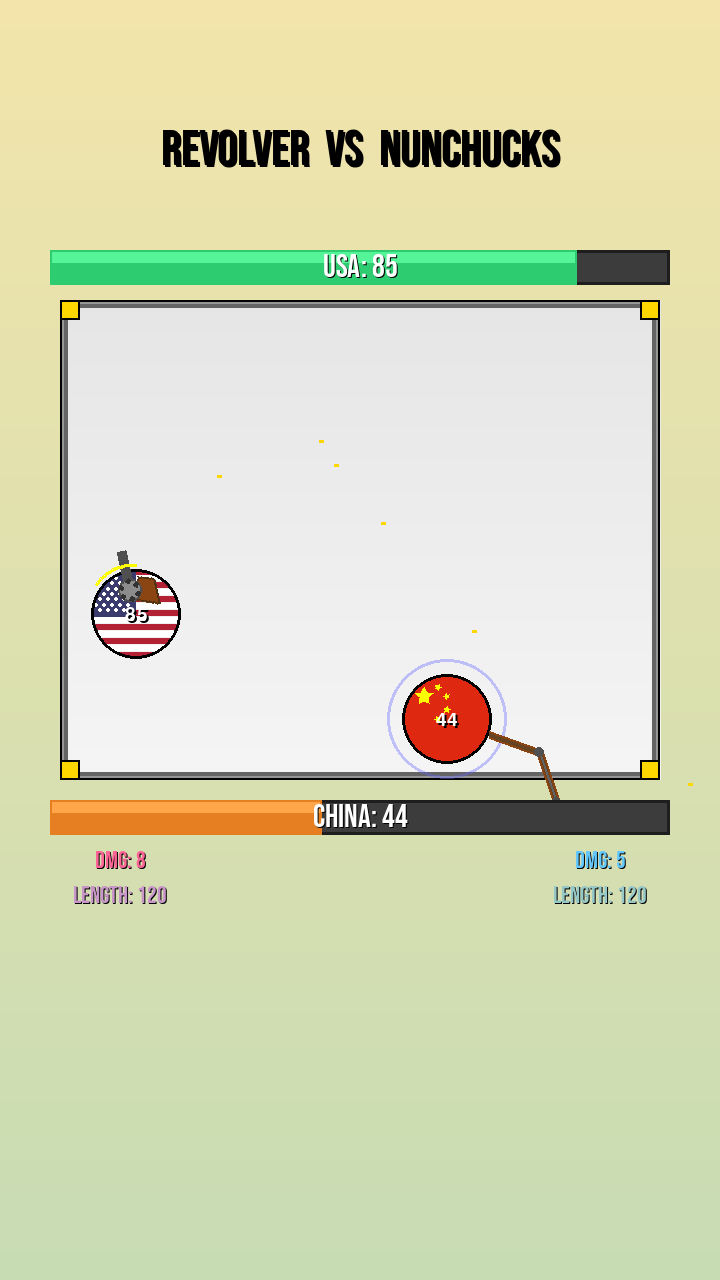 REVOLVER VS NUNCHUCKS
USA: 85
85
44
CHINA: 44
DMG: 8
DMG: 5
LENGTH: 120
LENGTH: 120